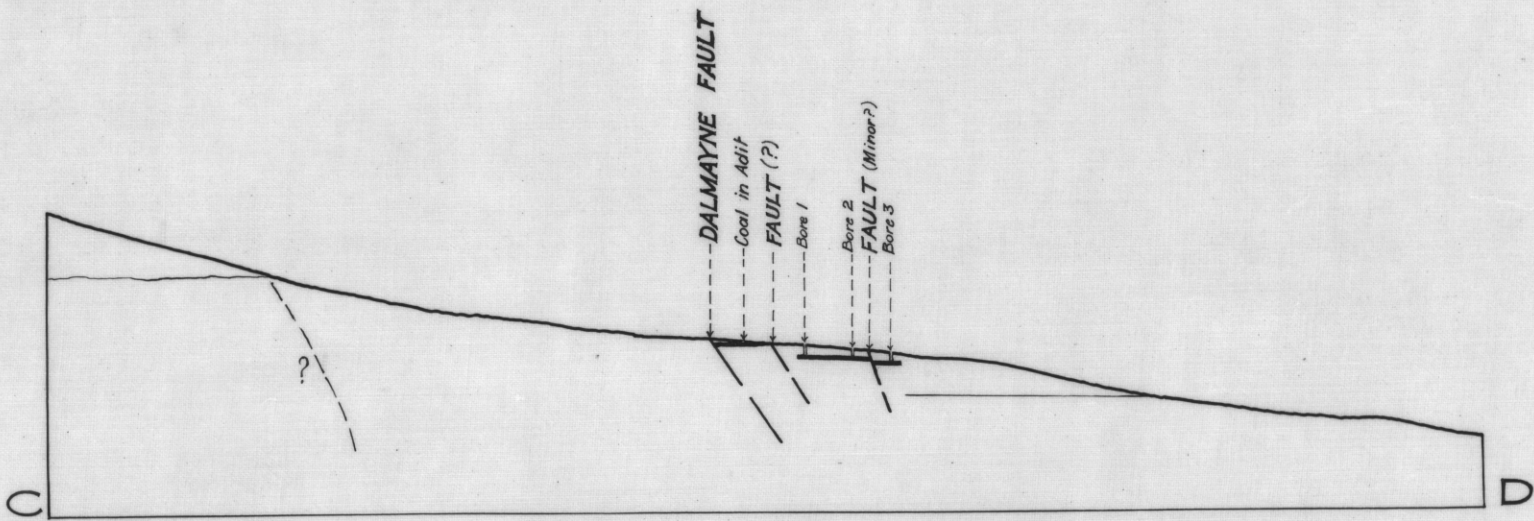 DALMAYNE FAULT
Coal in Adit
FAULT (?)
Bore 1
Bore 2
FAULT (Minor?)
Bore 3
?
C
D